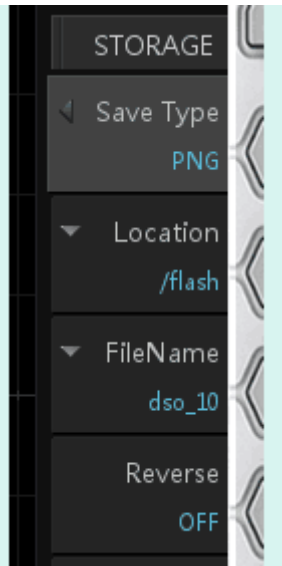 STORAGE
Save Type
PNG
Location
/flash
FileName
dso_10
Reverse
OFF